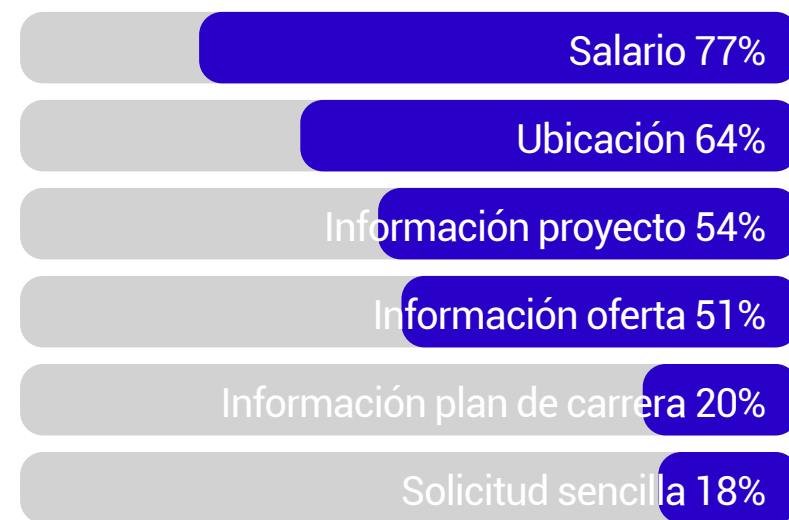 Salario 77%
Ubicación 64%
Información proyecto 54%
Información oferta 51%
Información plan de carrera 20%
Solicitud sencilla 18%